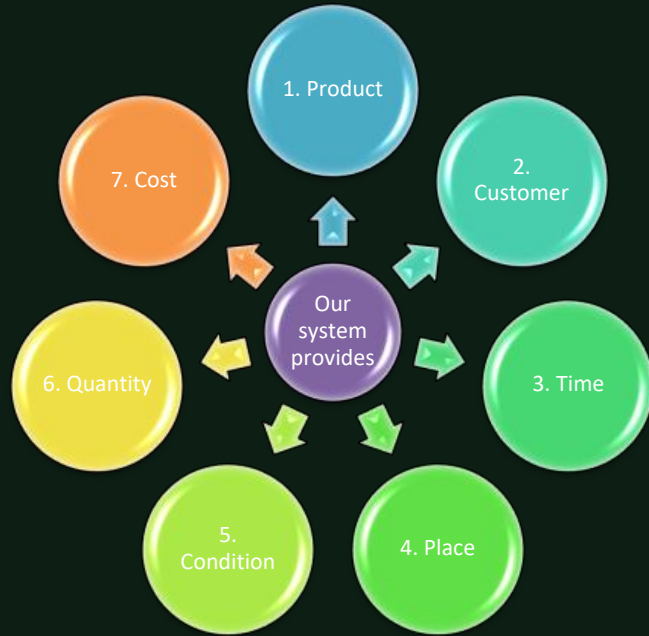 1. Product
2.
Customer
3. Time
4. Place
5.
Condition
6. Quantity
7. Cost
Our
system
provides